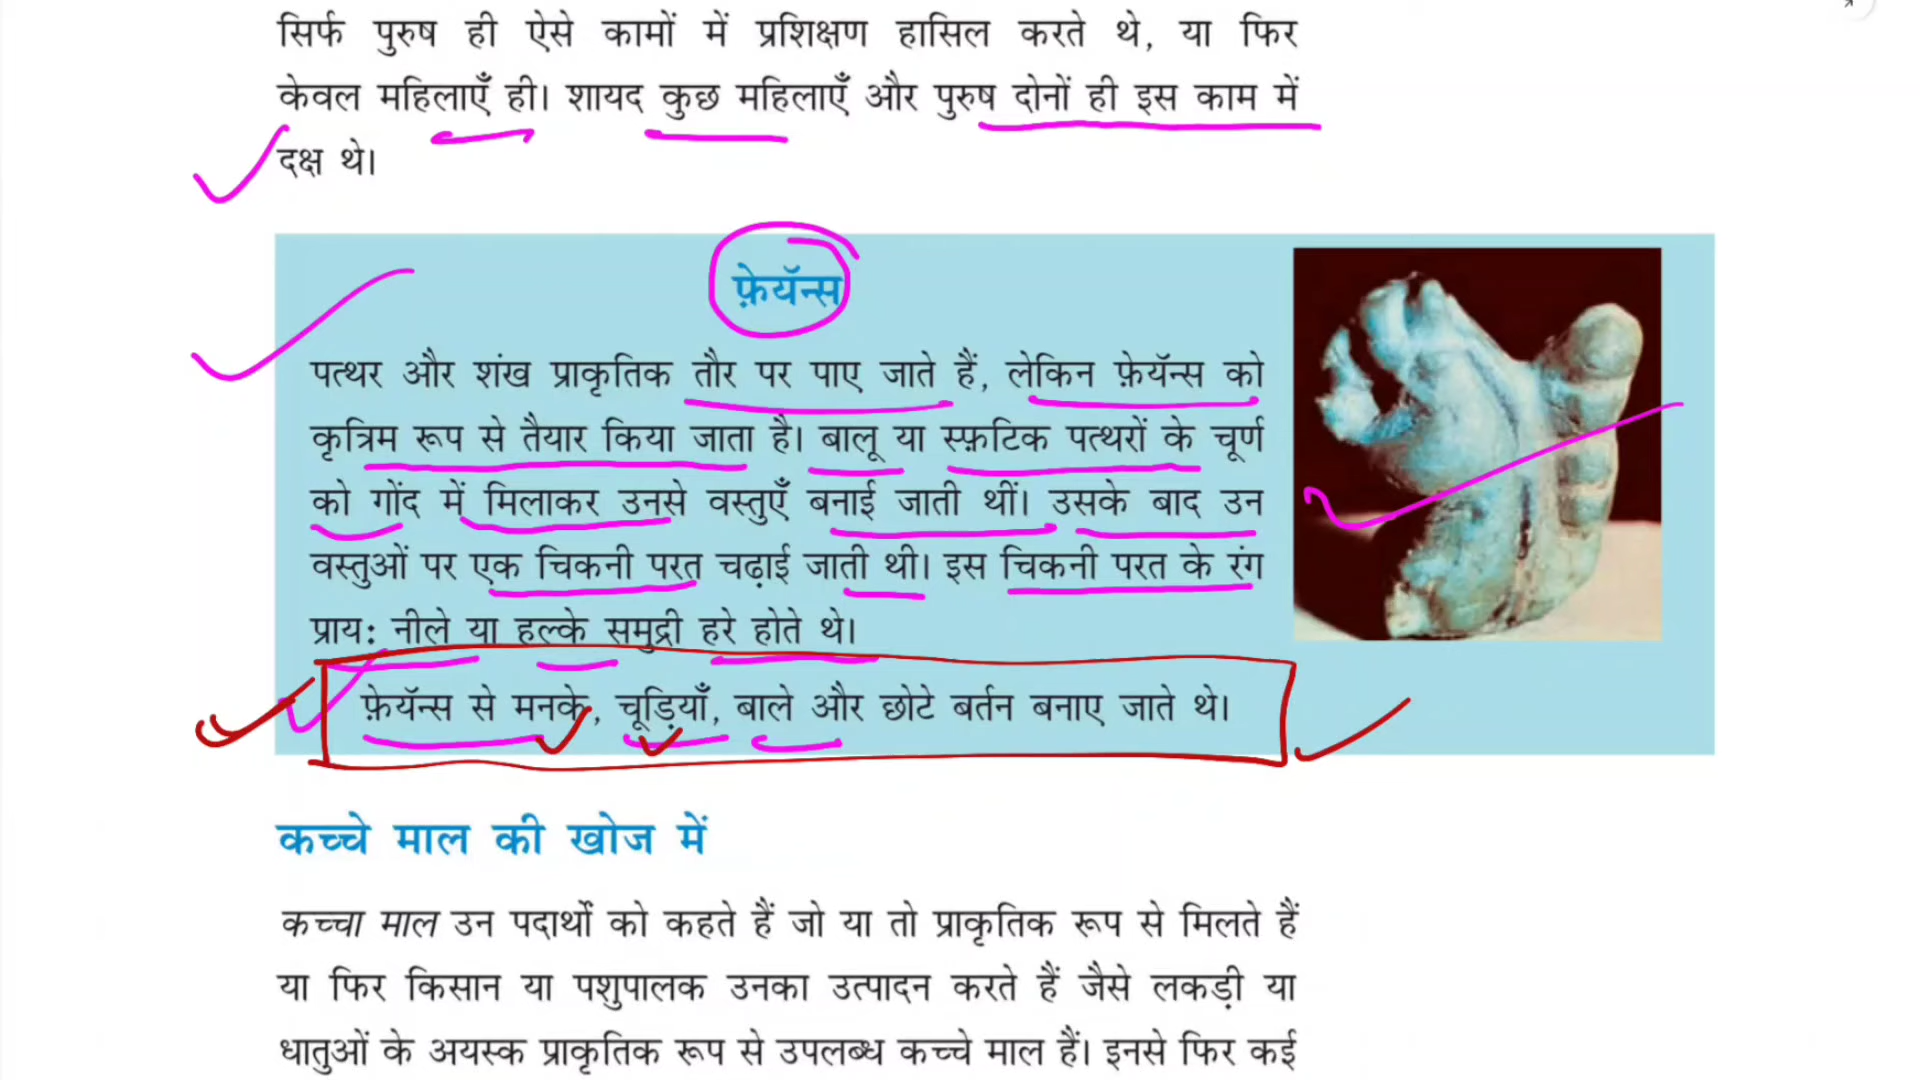 सिर्फ पुरुष ही ऐसे कामों में प्रशिक्षण हासिल करते थे, या फिर
केवल महिलाएँ ही। शायद कुछ महिलाएँ और पुरुष दोनों ही इस काम में
दक्ष थे।
फ़ेयॅन्स
पत्थर और शंख प्राकृतिक तौर पर पाए जाते हैं, लेकिन फ़ेयॅन्स को
कृत्रिम रूप से तैयार किया जाता है। बालू या स्फ़टिक पत्थरों के चूर्ण
को गोंद में मिलाकर उनसे वस्तुएँ बनाई जाती थीं। उसके बाद उन
वस्तुओं पर एक चिकनी परत चढ़ाई जाती थी। इस चिकनी परत के रंग
प्राय: नीले या हल्के समुद्री हरे होते थे।
फ़ेयॅन्स से मनके, चूड़ियाँ, बाले और छोटे बर्तन बनाए जाते थे।
कच्चे माल की खोज में
कच्चा माल उन पदार्थों को कहते हैं जो या तो प्राकृतिक रूप से मिलते हैं
या फिर किसान या पशुपालक उनका उत्पादन करते हैं जैसे लकड़ी या
धातुओं के अयस्क प्राकृतिक रूप से उपलब्ध कच्चे माल हैं। इनसे फिर कई